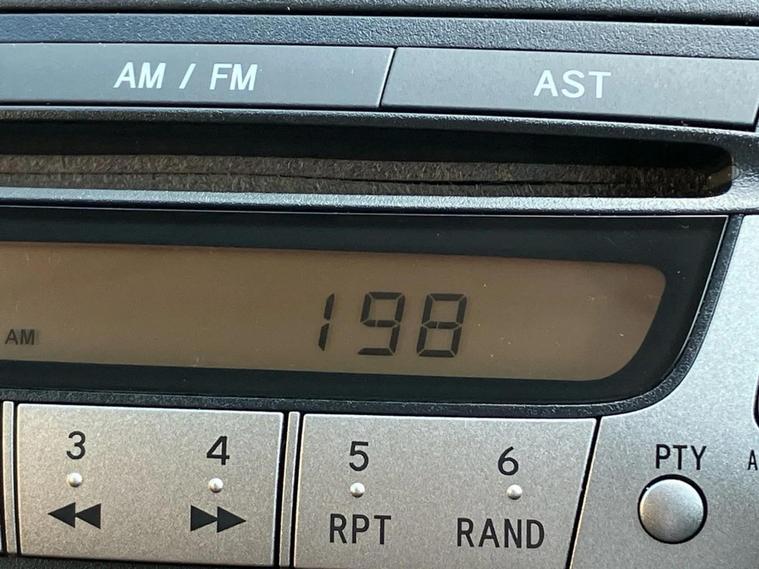 AM / FM AST
AM 198
3 4 5 6 PTY A
RPT RAND